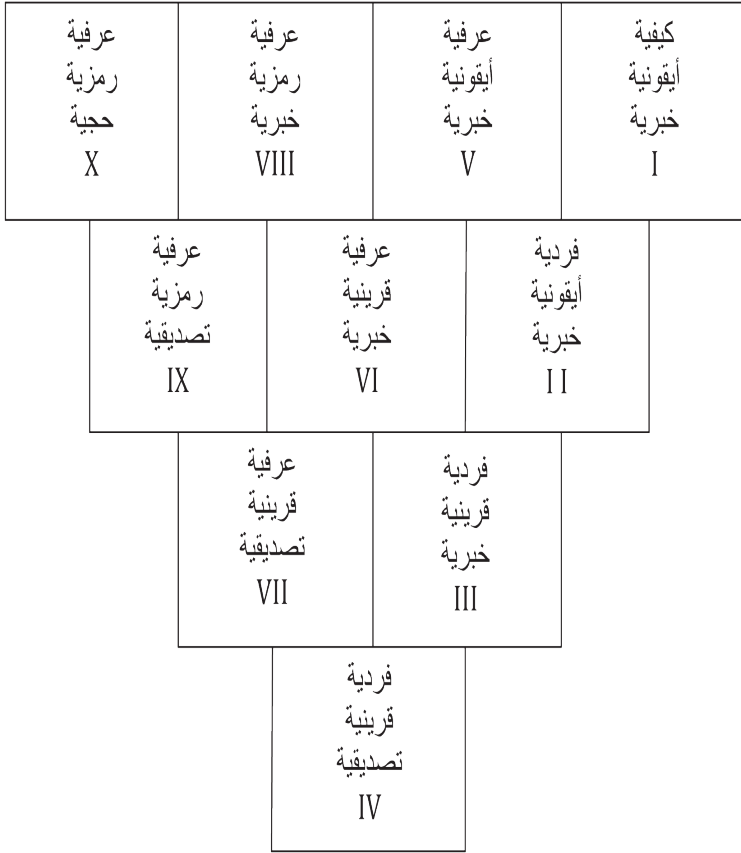 كيفية
أيقونية
خبرية
I
عرفية
أيقونية
خبرية
V
عرفية
رمزية
خبرية
VIII
عرفية
رمزية
حجية
X
فردية
أيقونية
خبرية
I I
عرفية
قرينية
خبرية
VI
عرفية
رمزية
تصديقية
IX
فردية
قرينية
خبرية
III
عرفية
قرينية
تصديقية
VII
فردية
قرينية
تصديقية
IV